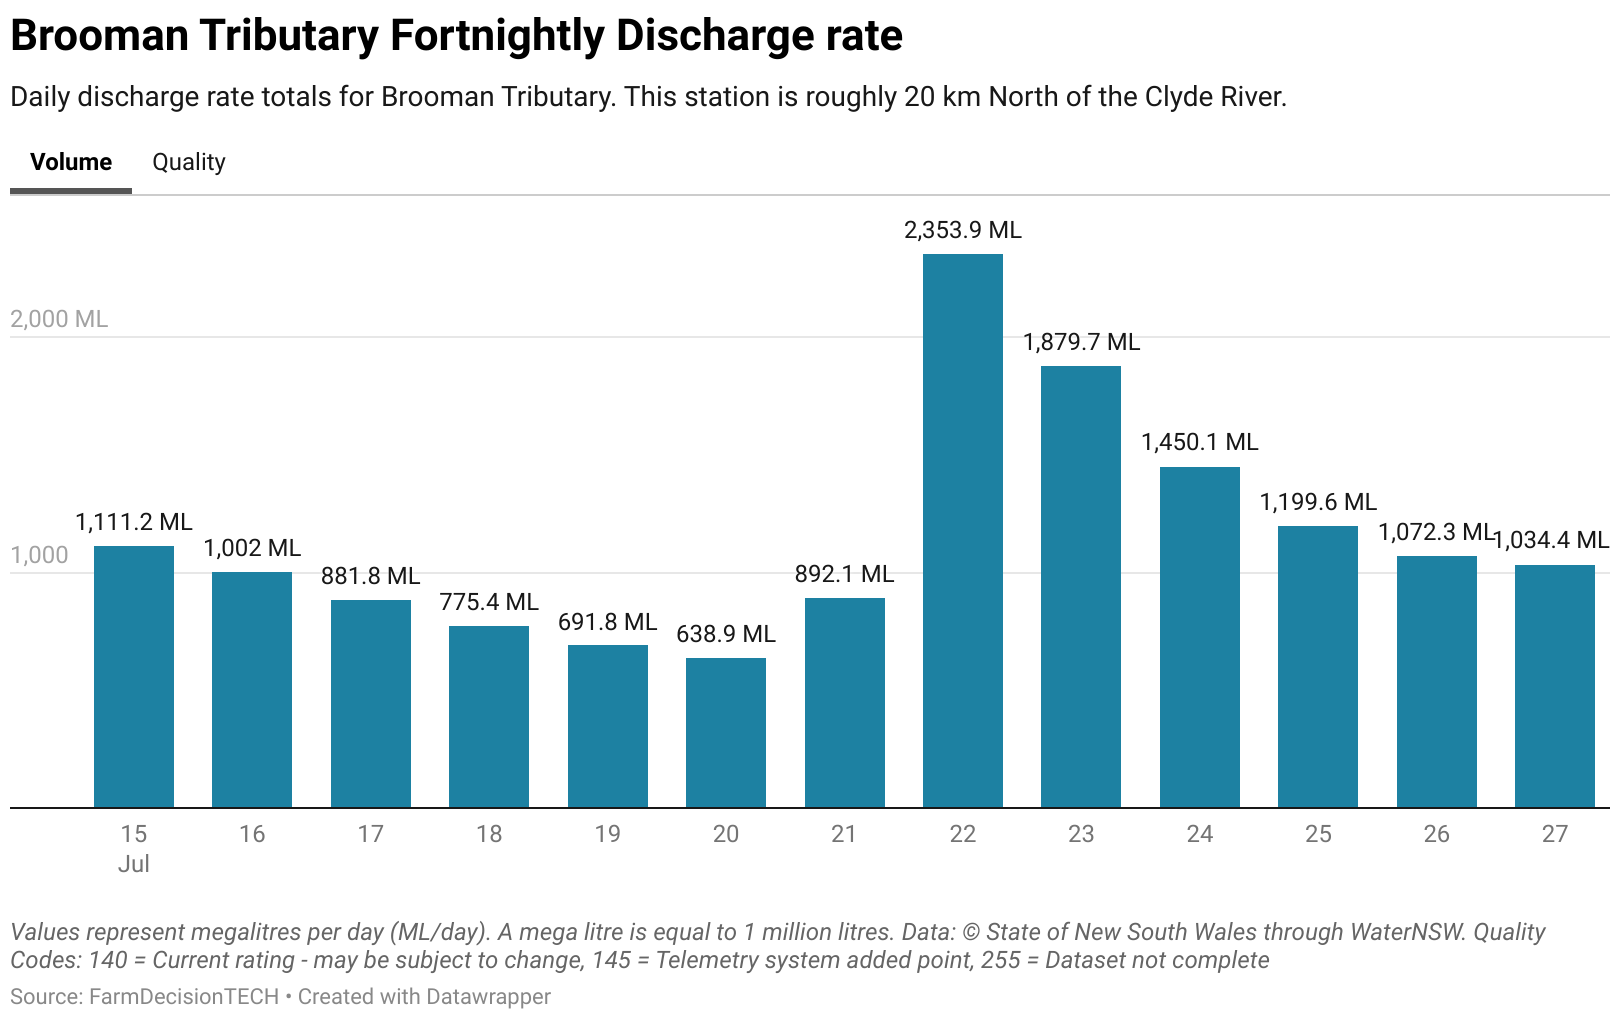 Brooman Tributary Fortnightly Discharge rate
Daily discharge rate totals for Brooman Tributary. This station is roughly 20 km North of the Clyde River.
Volume Quality
2,353.9 ML
2,000 ML
1,879.7 ML
1,450.1 ML
1,199.6 ML
1,111.2 ML
1,072.3 ML
1,034.4 ML
1,002 ML
1,000
881.8 ML
892.1 ML
775.4 ML
691.8 ML
638.9 ML
15 16 17 18 19 20 21 22 23 24 25 26 27
Jul
Values represent megalitres per day (ML/day). A mega litre is equal to 1 million litres. Data: © State of New South Wales through WaterNSW. Quality
Codes: 140 = Current rating - may be subject to change, 145 = Telemetry system added point, 255 = Dataset not complete
Source: FarmDecisionTECH • Created with Datawrapper